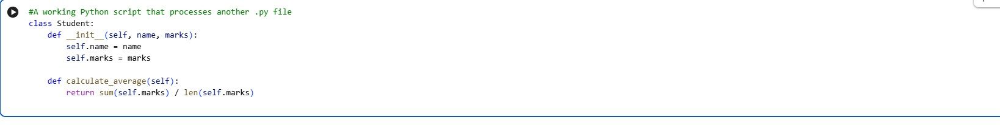 #A working Python script that processes another .py file
class Student:
    def __init__(self, name, marks):
        self.name = name
        self.marks = marks
    def calculate_average(self):
        return sum(self.marks) / len(self.marks)